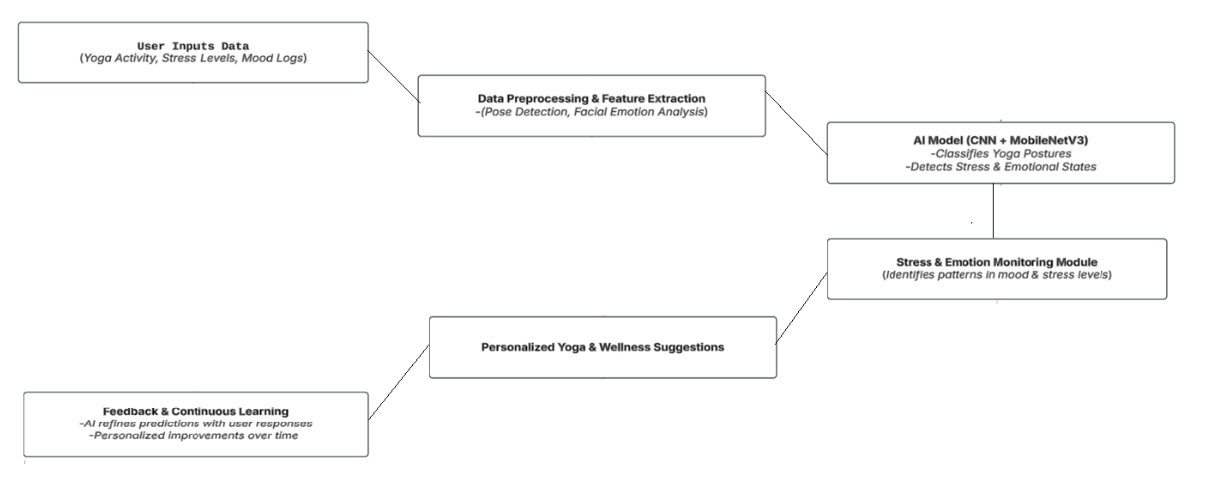 User Inputs Data
(Yoga Activity, Stress Levels, Mood Logs)
Data Preprocessing & Feature Extraction
-(Pose Detection, Facial Emotion Analysis)
AI Model (CNN + MobileNetV3)
-Classifies Yoga Postures
-Detects Stress & Emotional States
Stress & Emotion Monitoring Module
(Identifies patterns in mood & stress levels)
Personalized Yoga & Wellness Suggestions
Feedback & Continuous Learning
-AI refines predictions with user responses
-Personalized improvements over time